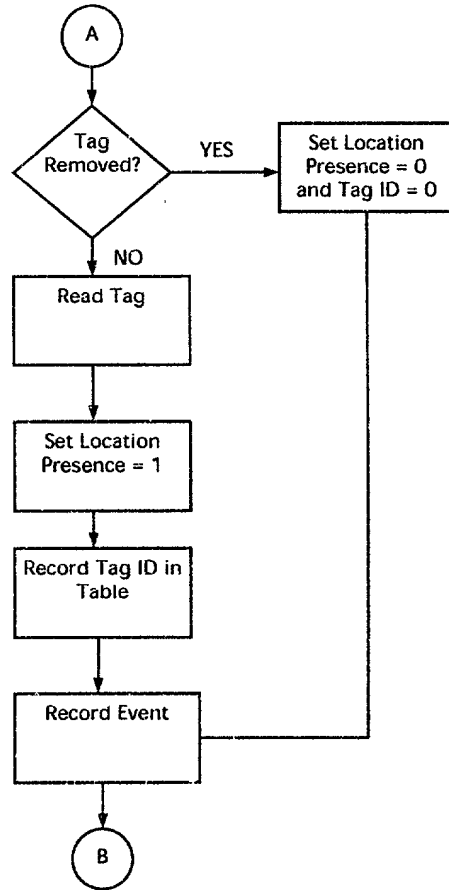 A
Tag
Removed?
YES
Set Location
Presence = 0
and Tag ID = 0
NO
Read Tag
Set Location
Presence = 1
Record Tag ID in
Table
Record Event
B